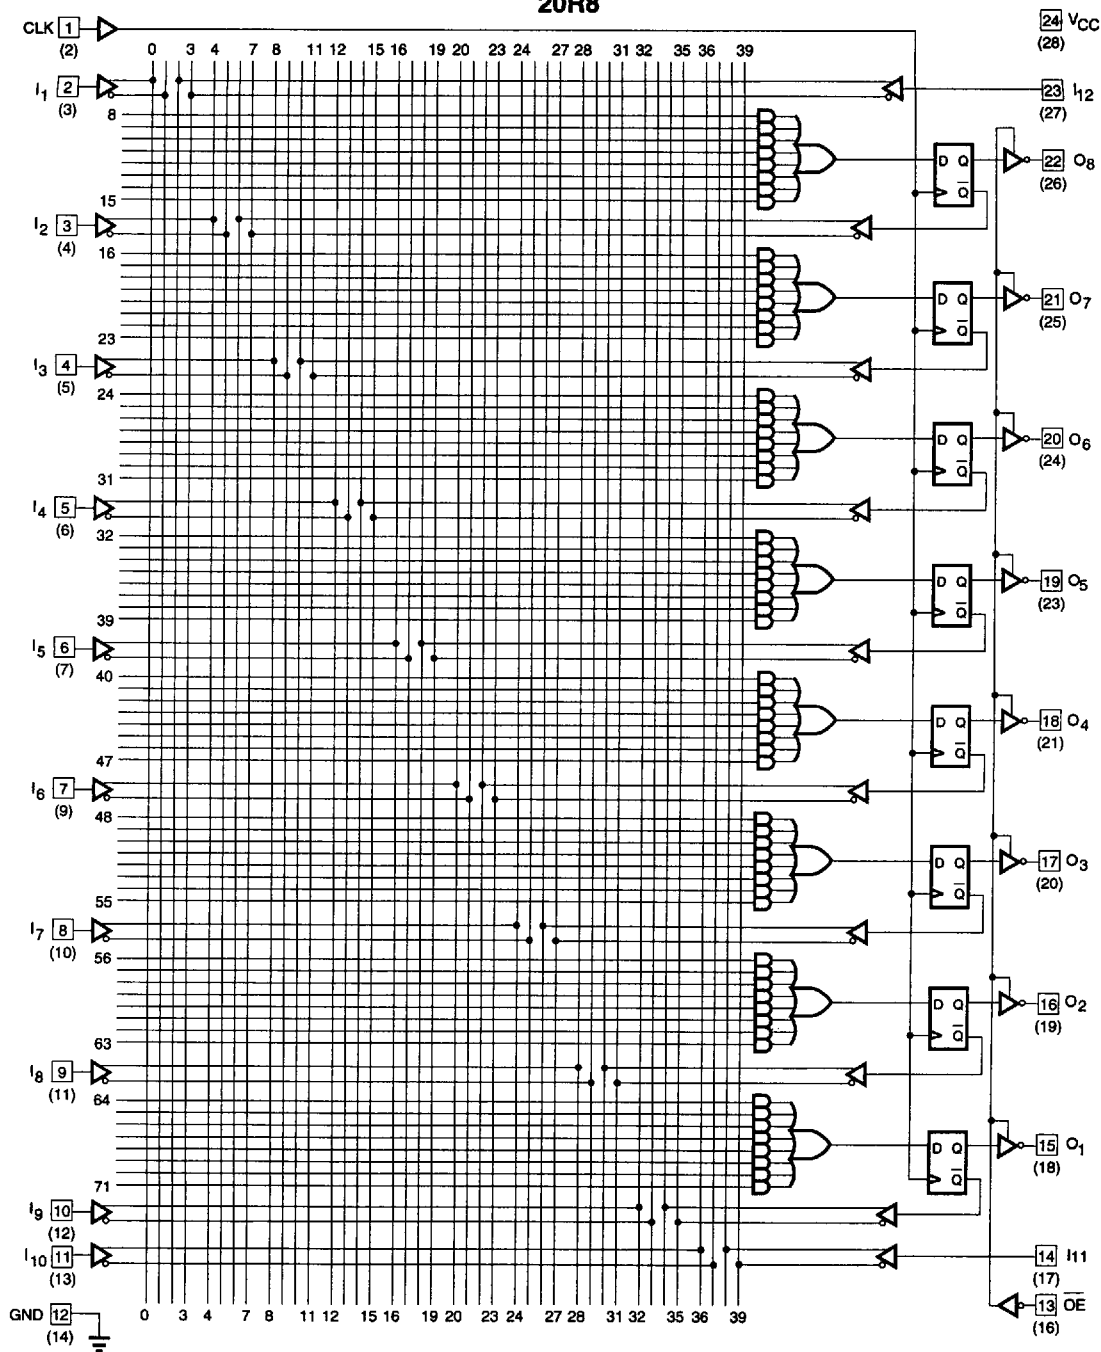 20R8
CLK 1 (2)
24 VCC (28)
0 3 4 7 8 11 12 15 16 19 20 23 24 27 28 31 32 35 36 39
I1 2 (3)
23 I12 (27)
8
D Q
Q
22 O8 (26)
15
I2 3 (4)
16
D Q
Q
21 O7 (25)
23
I3 4 (5)
24
D Q
Q
20 O6 (24)
31
I4 5 (6)
32
D Q
Q
19 O5 (23)
39
I5 6 (7)
40
D Q
Q
18 O4 (21)
47
I6 7 (9)
48
D Q
Q
17 O3 (20)
55
I7 8 (10)
56
D Q
Q
16 O2 (19)
63
I8 9 (11)
64
D Q
Q
15 O1 (18)
71
I9 10 (12)
I10 11 (13)
14 I11 (17)
GND 12 (14)
0 3 4 7 8 11 12 15 16 19 20 23 24 27 28 31 32 35 36 39
13 OE (16)